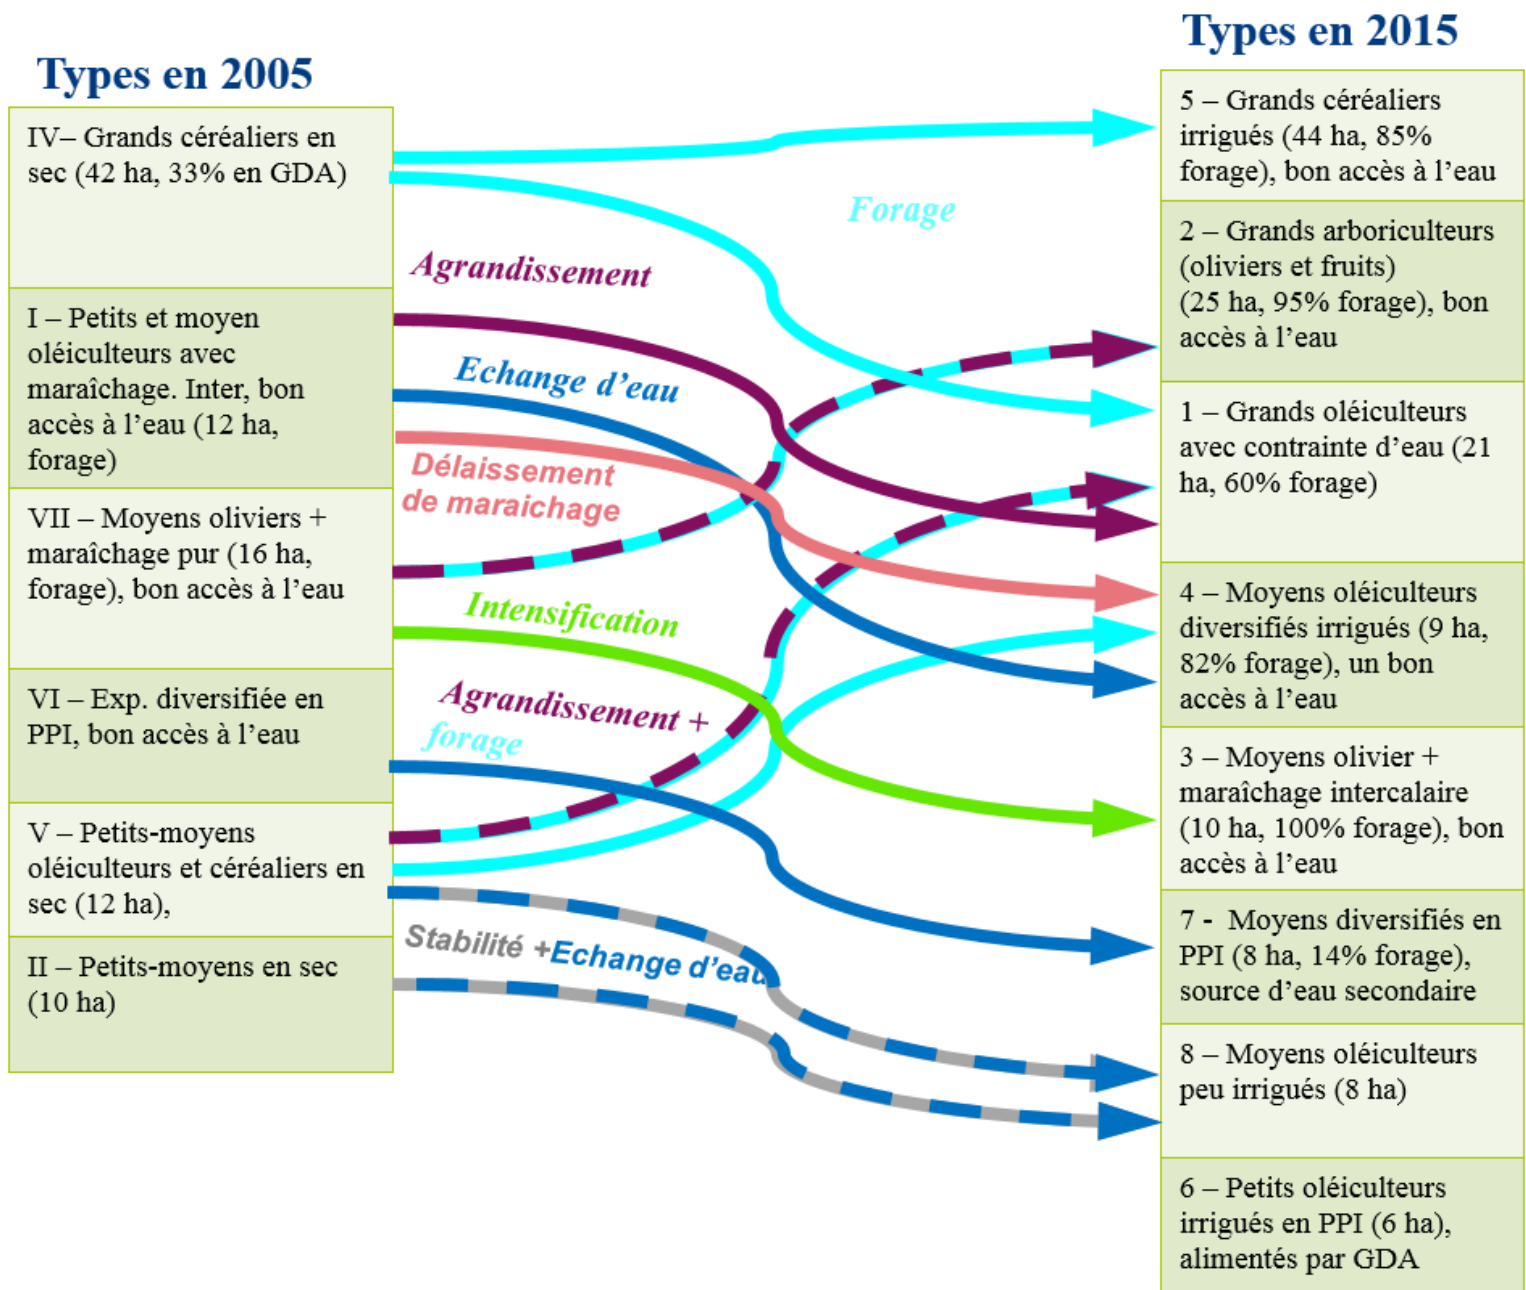 Types en 2005
IV– Grands céréaliers en
sec (42 ha, 33% en GDA)
I – Petits et moyen
oléiculteurs avec
maraîchage. Inter, bon
accès à l’eau (12 ha,
forage)
VII – Moyens oliviers +
maraîchage pur (16 ha,
forage), bon accès à l’eau
VI – Exp. diversifiée en
PPI, bon accès à l’eau
V – Petits-moyens
oléiculteurs et céréaliers en
sec (12 ha),
II – Petits-moyens en sec
(10 ha)
Forage
Agrandissement
Echange d’eau
Délaissement
de maraichage
Intensification
Agrandissement +
forage
Stabilité +Echange d’eau
Types en 2015
5 – Grands céréaliers
irrigués (44 ha, 85%
forage), bon accès à l’eau
2 – Grands arboriculteurs
(oliviers et fruits)
(25 ha, 95% forage), bon
accès à l’eau
1 – Grands oléiculteurs
avec contrainte d’eau (21
ha, 60% forage)
4 – Moyens oléiculteurs
diversifiés irrigués (9 ha,
82% forage), un bon
accès à l’eau
3 – Moyens olivier +
maraîchage intercalaire
(10 ha, 100% forage), bon
accès à l’eau
7 - Moyens diversifiés en
PPI (8 ha, 14% forage),
source d’eau secondaire
8 – Moyens oléiculteurs
peu irrigués (8 ha)
6 – Petits oléiculteurs
irrigués en PPI (6 ha),
alimentés par GDA